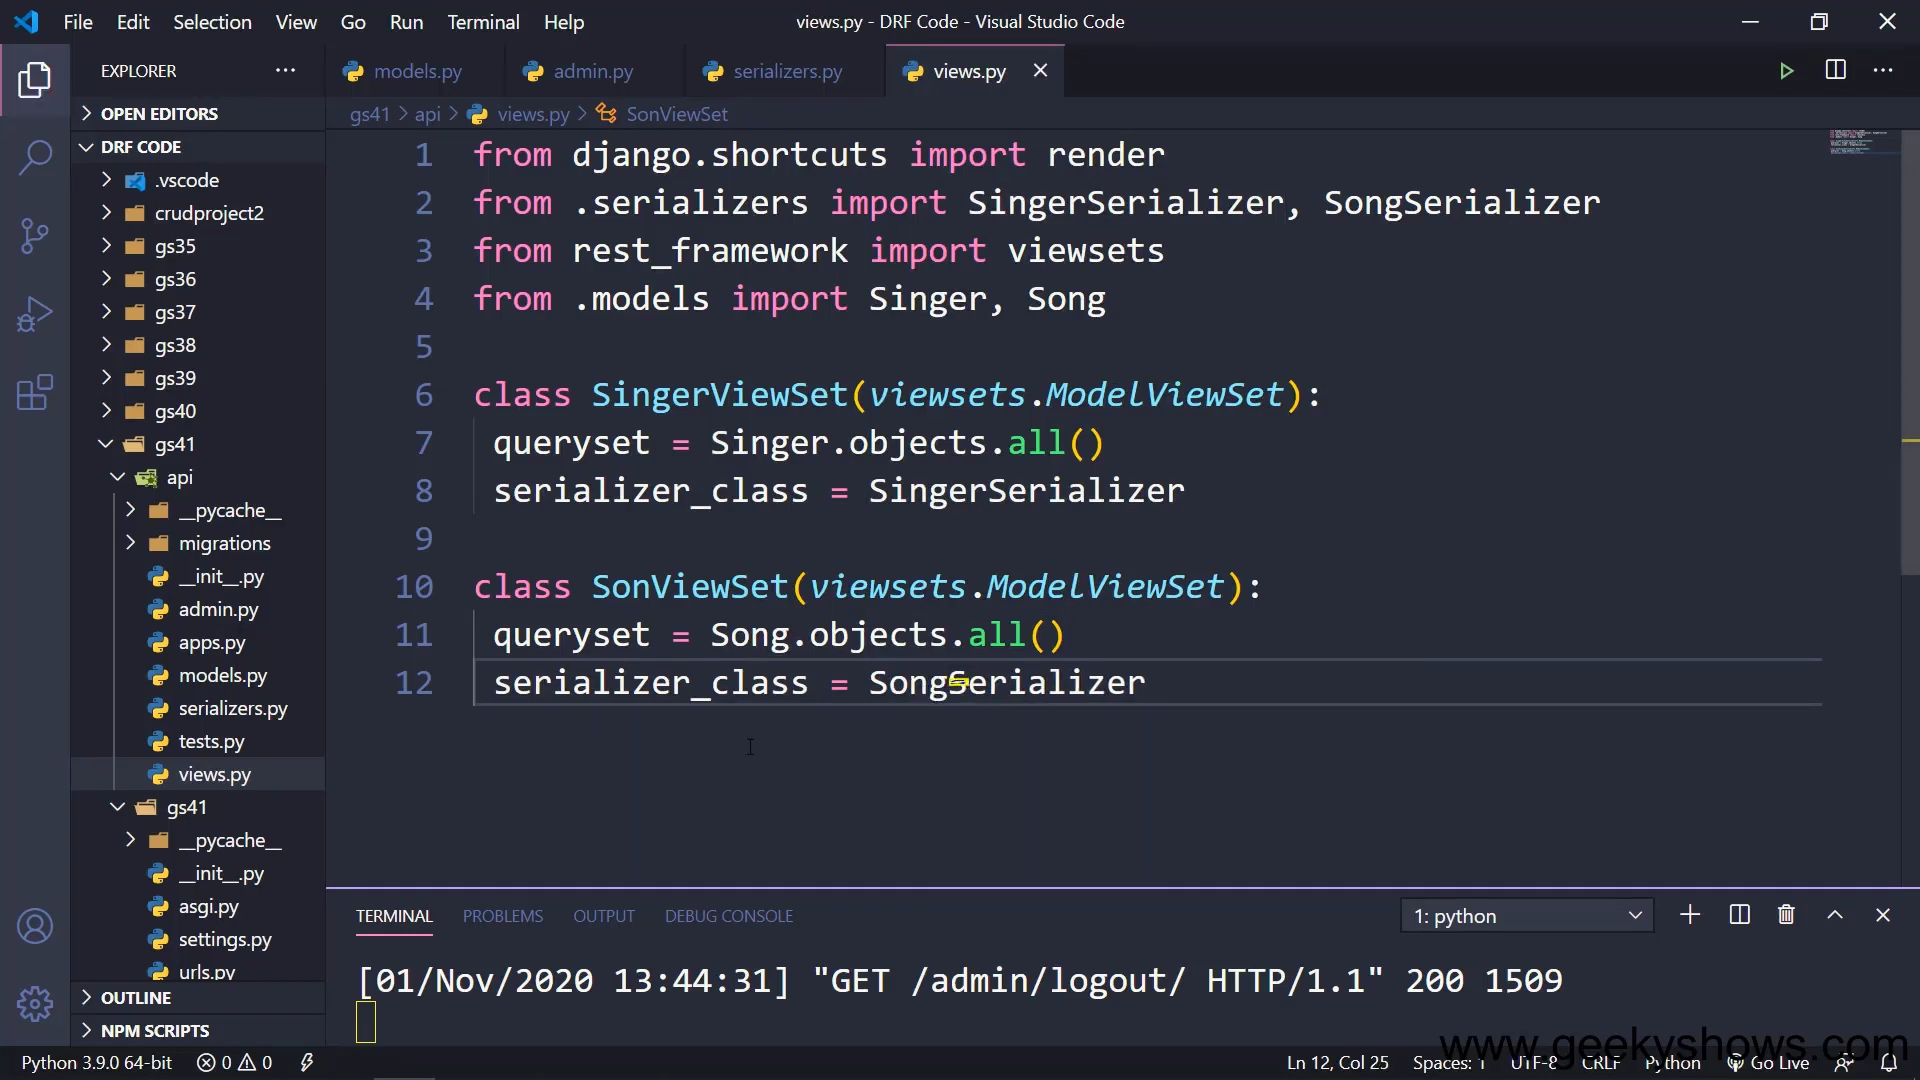 File Edit Selection View Go Run Terminal Help
views.py - DRF Code - Visual Studio Code
EXPLORER
models.py
admin.py
serializers.py
views.py
OPEN EDITORS
gs41 > api > views.py > SonViewSet
DRF CODE
.vscode
crudproject2
gs35
gs36
gs37
gs38
gs39
gs40
gs41
api
__pycache__
migrations
__init__.py
admin.py
apps.py
models.py
serializers.py
tests.py
views.py
gs41
__pycache__
__init__.py
asgi.py
settings.py
urls.py
OUTLINE
NPM SCRIPTS
1 from django.shortcuts import render
2 from .serializers import SingerSerializer, SongSerializer
3 from rest_framework import viewsets
4 from .models import Singer, Song
5
6 class SingerViewSet(viewsets.ModelViewSet):
7 queryset = Singer.objects.all()
8 serializer_class = SingerSerializer
9
10 class SonViewSet(viewsets.ModelViewSet):
11 queryset = Song.objects.all()
12 serializer_class = SongSerializer
TERMINAL PROBLEMS OUTPUT DEBUG CONSOLE
1: python
[01/Nov/2020 13:44:31] "GET /admin/logout/ HTTP/1.1" 200 1509
www.geekyshows.com
Python 3.9.0 64-bit 0 0
Ln 12, Col 25 Spaces: 1 UTF-8 CRLF Python Go Live